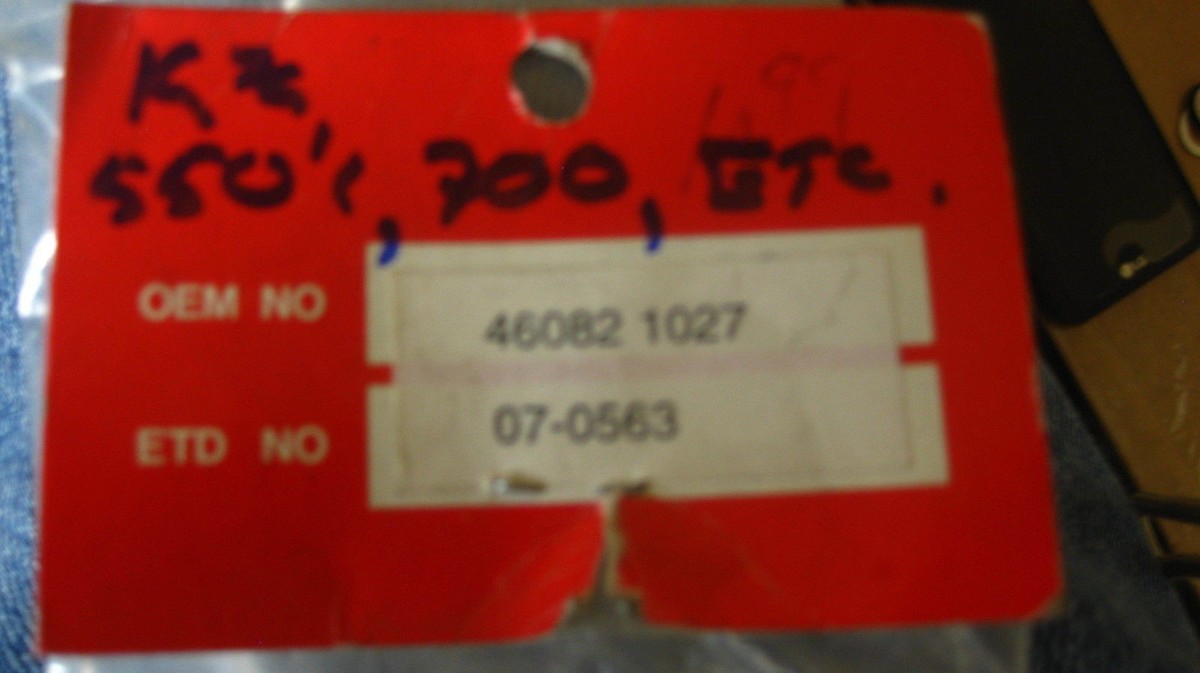 KZ
550's, 700, ETC.
OEM NO 46082 1027
ETD NO 07-0563